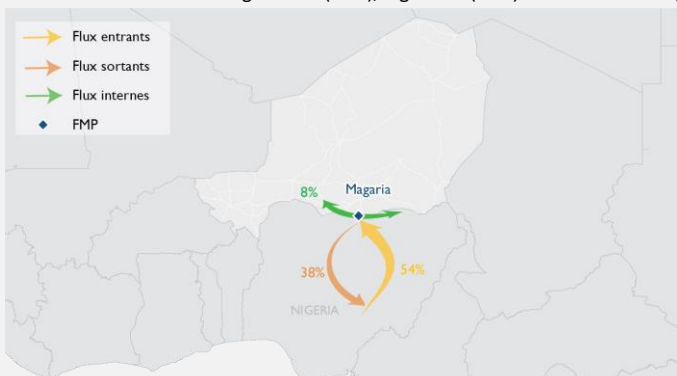 Flux entrants
Flux sortants
Flux internes
FMP
8%
Magaria
38%
54%
NIGERIA